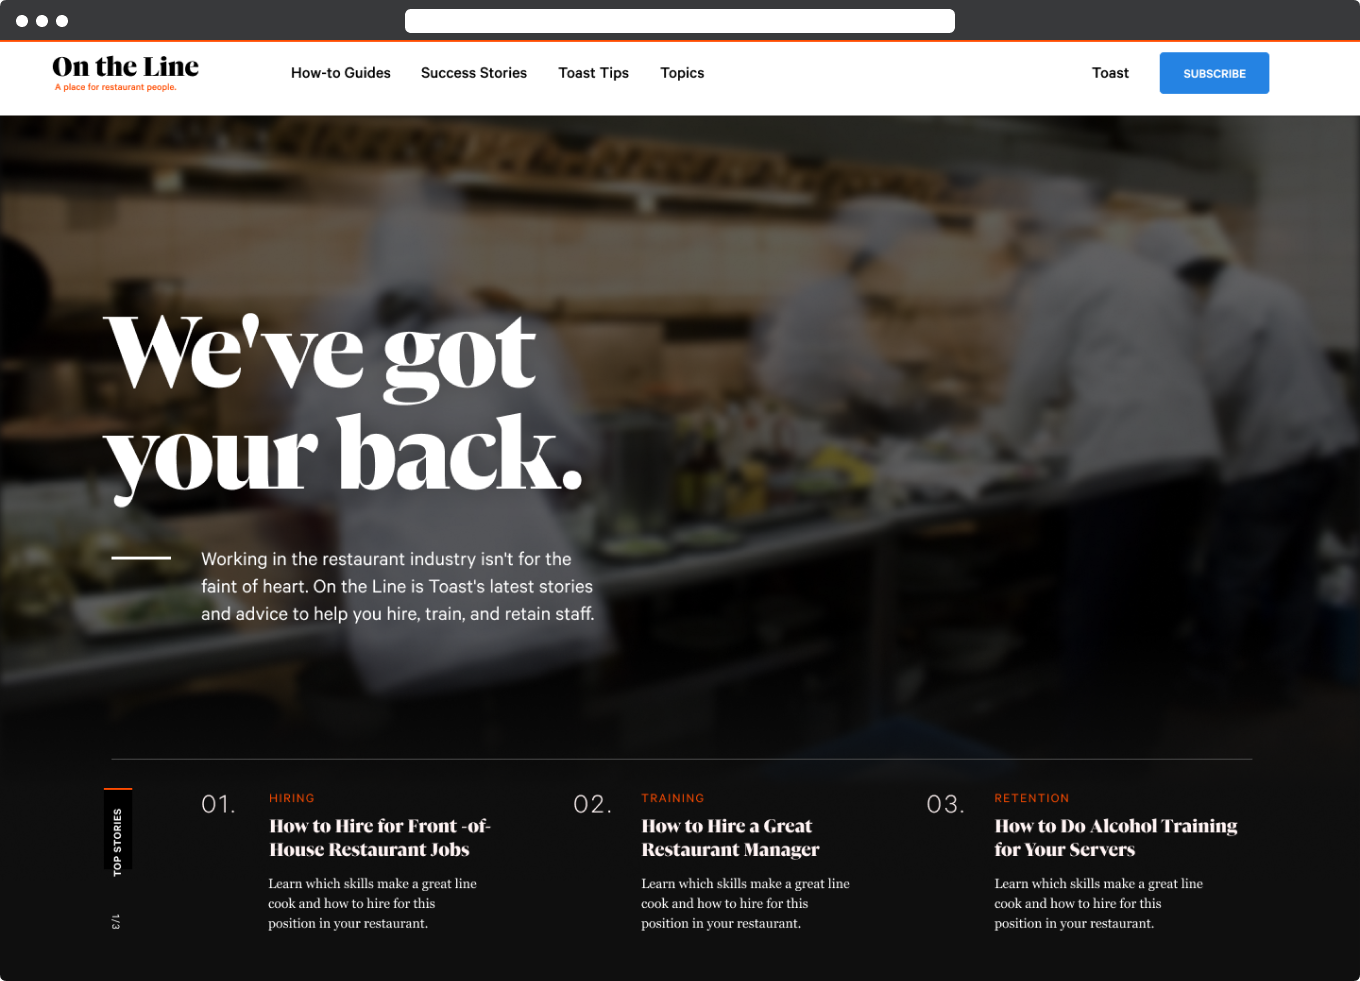 On the Line
A place for restaurant people.
How-to Guides
Success Stories
Toast Tips
Topics
Toast
SUBSCRIBE
We've got
your back.
Working in the restaurant industry isn't for the
faint of heart. On the Line is Toast's latest stories
and advice to help you hire, train, and retain staff.
TOP STORIES
1/3
01.
HIRING
How to Hire for Front -of-
House Restaurant Jobs
Learn which skills make a great line
cook and how to hire for this
position in your restaurant.
02.
TRAINING
How to Hire a Great
Restaurant Manager
Learn which skills make a great line
cook and how to hire for this
position in your restaurant.
03.
RETENTION
How to Do Alcohol Training
for Your Servers
Learn which skills make a great line
cook and how to hire for this
position in your restaurant.